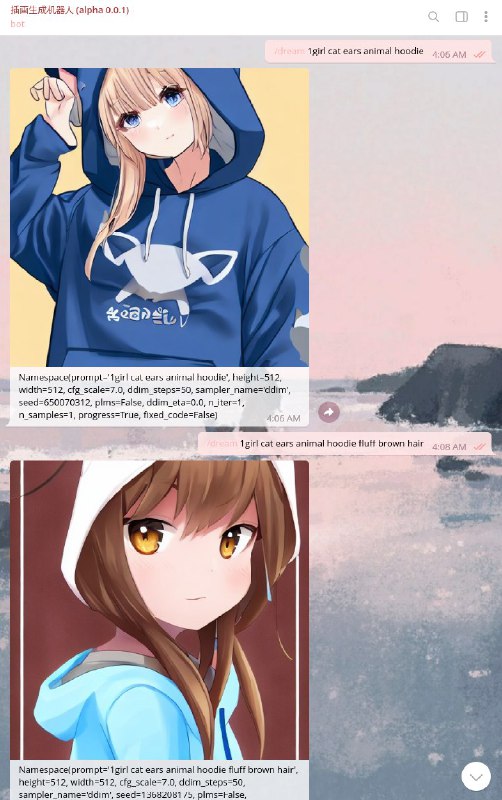 插画生成机器人 (alpha 0.0.1)
bot
/dream 1girl cat ears animal hoodie 4:06 AM
Namespace(prompt='1girl cat ears animal hoodie', height=512,
width=512, cfg_scale=7.0, ddim_steps=50, sampler_name='ddim',
seed=650070312, plms=False, ddim_eta=0.0, n_iter=1,
n_samples=1, progress=True, fixed_code=False) 4:06 AM
/dream 1girl cat ears animal hoodie fluff brown hair 4:08 AM
Namespace(prompt='1girl cat ears animal hoodie fluff brown hair',
height=512, width=512, cfg_scale=7.0, ddim_steps=50,
sampler_name='ddim', seed=1368208175, plms=False,